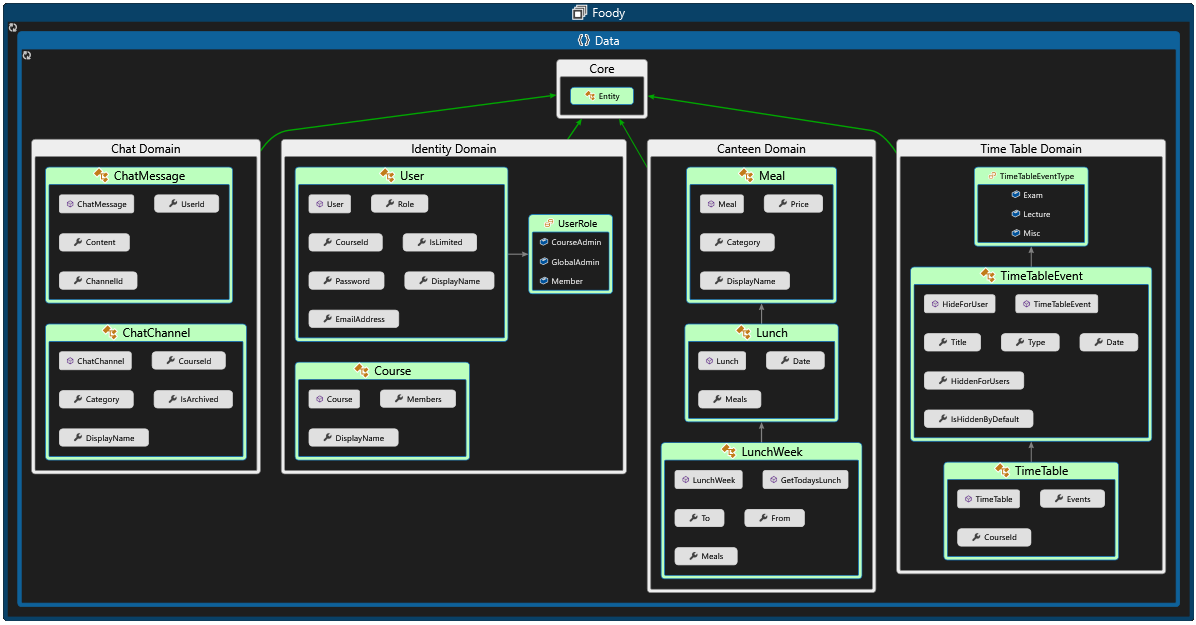 Foody
Data
Core
Entity
Chat Domain
ChatMessage
ChatMessage
UserId
Content
ChannelId
ChatChannel
ChatChannel
CourseId
Category
IsArchived
DisplayName
Identity Domain
User
User
Role
CourseId
IsLimited
Password
DisplayName
EmailAddress
UserRole
CourseAdmin
GlobalAdmin
Member
Course
Course
Members
DisplayName
Canteen Domain
Meal
Meal
Price
Category
DisplayName
Lunch
Lunch
Date
Meals
LunchWeek
LunchWeek
GetTodaysLunch
To
From
Meals
Time Table Domain
TimeTableEventType
Exam
Lecture
Misc
TimeTableEvent
HideForUser
TimeTableEvent
Title
Type
Date
HiddenForUsers
IsHiddenByDefault
TimeTable
TimeTable
Events
CourseId